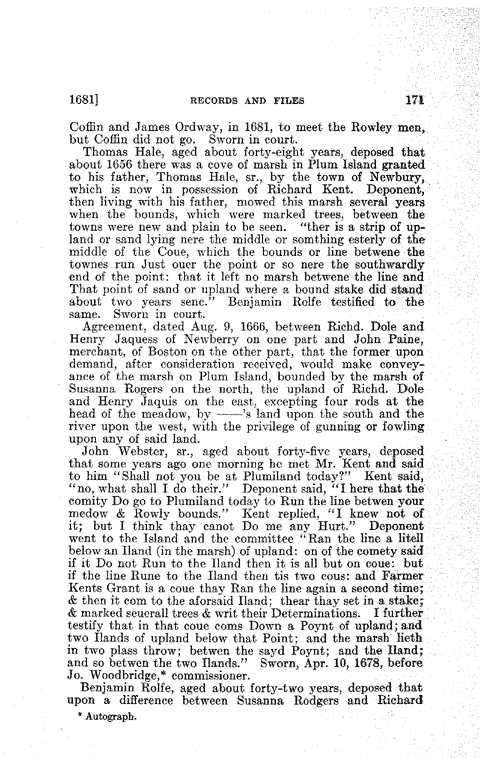 1681] RECORDS AND FILES 171
Coffin and James Ordway, in 1681, to meet the Rowley men,
but Coffin did not go. Sworn in court.
Thomas Hale, aged about forty-eight years, deposed that
about 1656 there was a cove of marsh in Plum Island granted
to his father, Thomas Hale, sr., by the town of Newbury,
which is now in possession of Richard Kent. Deponent,
then living with his father, mowed this marsh several years
when the bounds, which were marked trees, between the
towns were new and plain to be seen. "ther is a strip of up-
land or sand lying nere the middle or somthing esterly of the
middle of the Coue, which the bounds or line betwene the
townes run Just ouer the point or so nere the southwardly
end of the point: that it left no marsh betwene the line and
That point of sand or upland where a bound stake did stand
about two years senc." Benjamin Rolfe testified to the
same. Sworn in court.
Agreement, dated Aug. 9, 1666, between Richd. Dole and
Henry Jaquess of Newberry on one part and John Paine,
merchant, of Boston on the other part, that the former upon
demand, after consideration received, would make convey-
ance of the marsh on Plum Island, bounded by the marsh of
Susanna Rogers on the north, the upland of Richd. Dole
and Henry Jaquis on the east, excepting four rods at the
head of the meadow, by ——'s land upon the south and the
river upon the west, with the privilege of gunning or fowling
upon any of said land.
John Webster, sr., aged about forty-five years, deposed
that some years ago one morning he met Mr. Kent and said
to him "Shall not you be at Plumiland today?" Kent said,
"no, what shall I do their." Deponent said, "I here that the
comity Do go to Plumiland today to Run the line betwen your
medow & Rowly bounds." Kent replied, "I knew not of
it; but I think thay canot Do me any Hurt." Deponent
went to the Island and the committee "Ran the line a litell
below an Iland (in the marsh) of upland: on of the comety said
if it Do not Run to the Iland then it is all but on coue: but
if the line Rune to the Iland then tis two cous: and Farmer
Kents Grant is a coue thay Ran the line again a second time;
& then it com to the aforsaid Iland; thear thay set in a stake;
& marked seuerall trees & writ their Determinations. I further
testify that in that coue coms Down a Poynt of upland; and
two Ilands of upland below that Point; and the marsh lieth
in two plass throw; betwen the sayd Poynt; and the Iland;
and so betwen the two Ilands." Sworn, Apr. 10, 1678, before
Jo. Woodbridge,* commissioner.
Benjamin Rolfe, aged about forty-two years, deposed that
upon a difference between Susanna Rodgers and Richard
* Autograph.